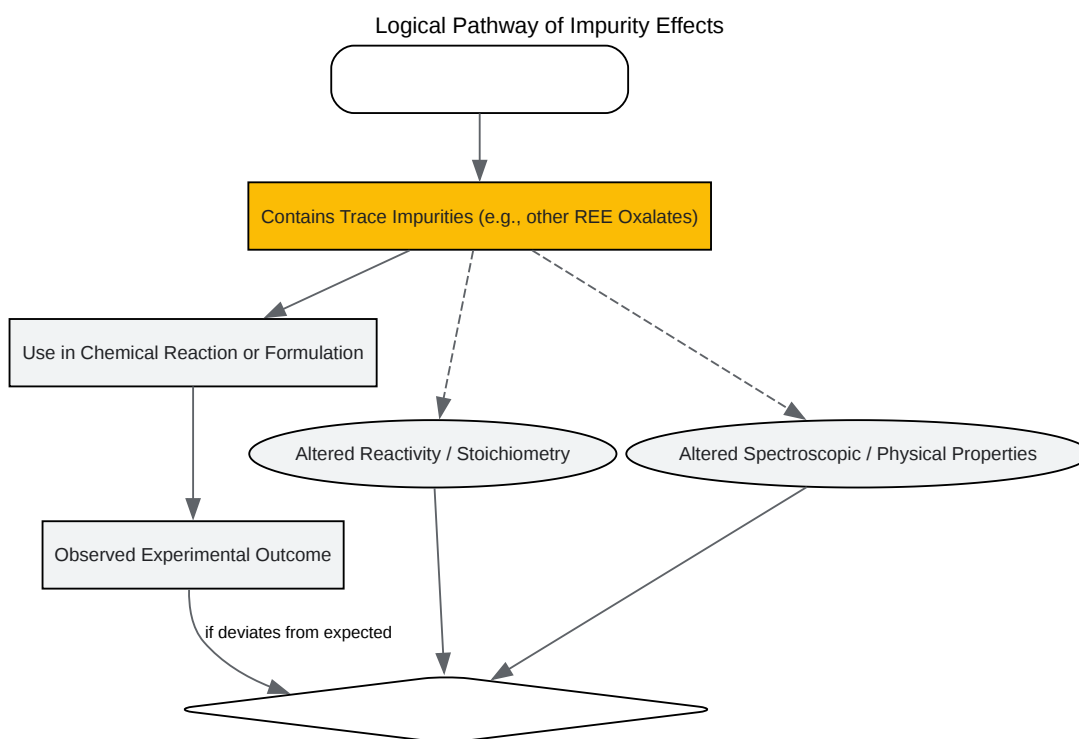 Logical Pathway of Impurity Effects
Contains Trace Impurities (e.g., other REE Oxalates)
Use in Chemical Reaction or Formulation
Altered Reactivity / Stoichiometry
Altered Spectroscopic / Physical Properties
Observed Experimental Outcome
if deviates from expected